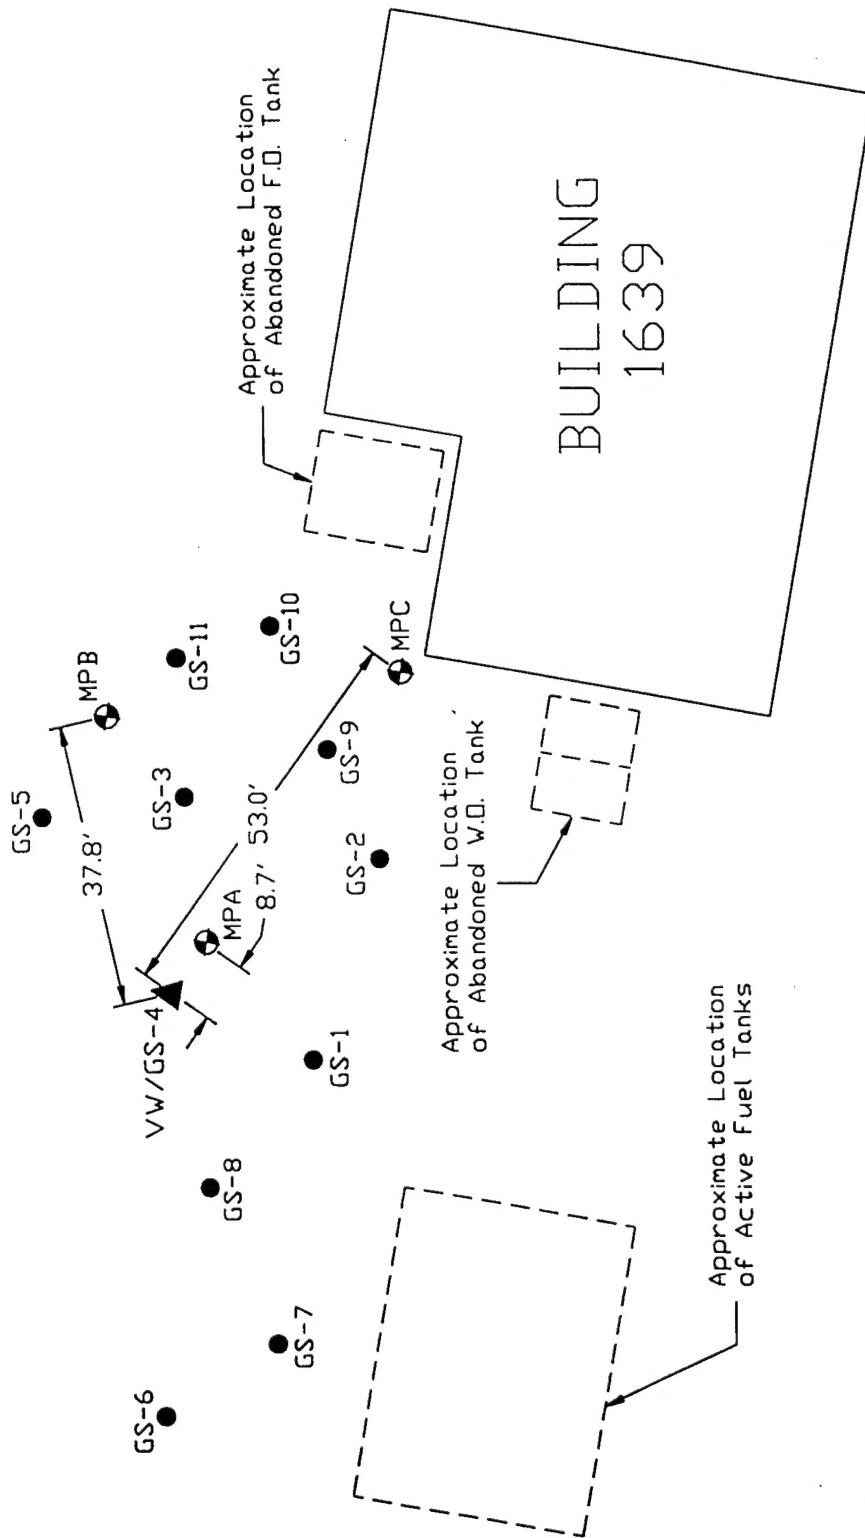 GS-6
GS-7
GS-8
VW/GS-4
GS-1
MPA
8.7'
53.0'
37.8'
GS-5
GS-3
GS-2
GS-9
MPB
GS-11
GS-10
MPC
Approximate Location
of Abandoned F.O. Tank
Approximate Location
of Abandoned W.O. Tank
Approximate Location
of Active Fuel Tanks
BUILDING
1639